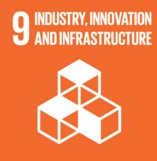 9 INDUSTRY, INNOVATION
AND INFRASTRUCTURE